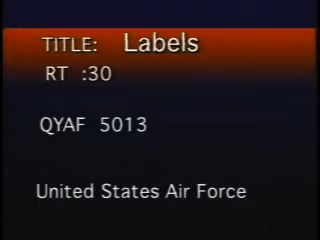 TITLE: Labels
RT :30
QYAF 5013
United States Air Force